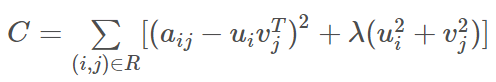 C = ∑_{(i,j)∈R} [(a_{ij} − u_i v_j^T)^2 + λ(u_i^2 + v_j^2)]